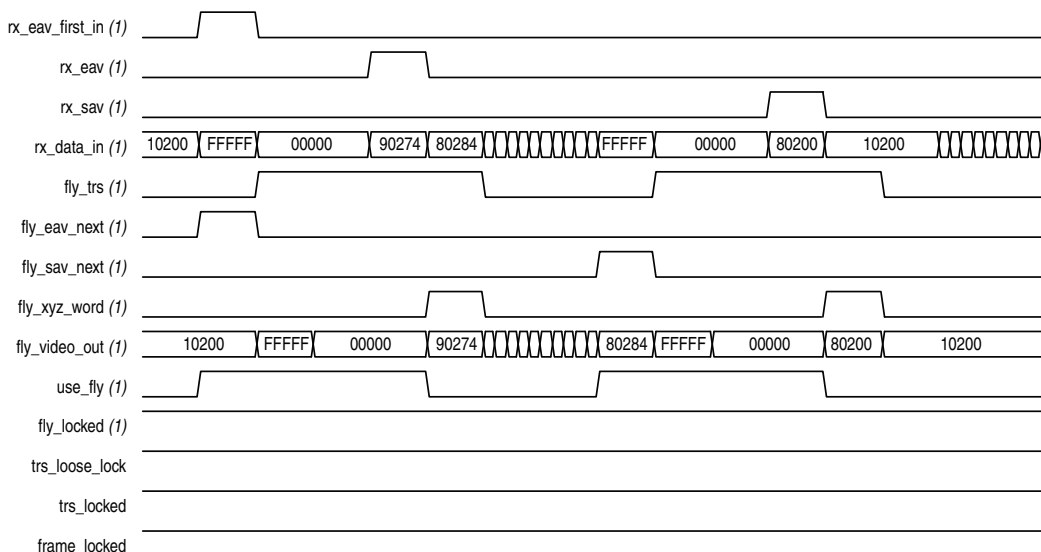 rx_eav_first_in (1)
rx_eav (1)
rx_sav (1)
rx_data_in (1) 10200 FFFFF 00000 90274 80284 FFFFF 00000 80200 10200
fly_trs (1)
fly_eav_next (1)
fly_sav_next (1)
fly_xyz_word (1)
fly_video_out (1) 10200 FFFFF 00000 90274 80284 FFFFF 00000 80200 10200
use_fly (1)
fly_locked (1)
trs_loose_lock
trs_locked
frame_locked